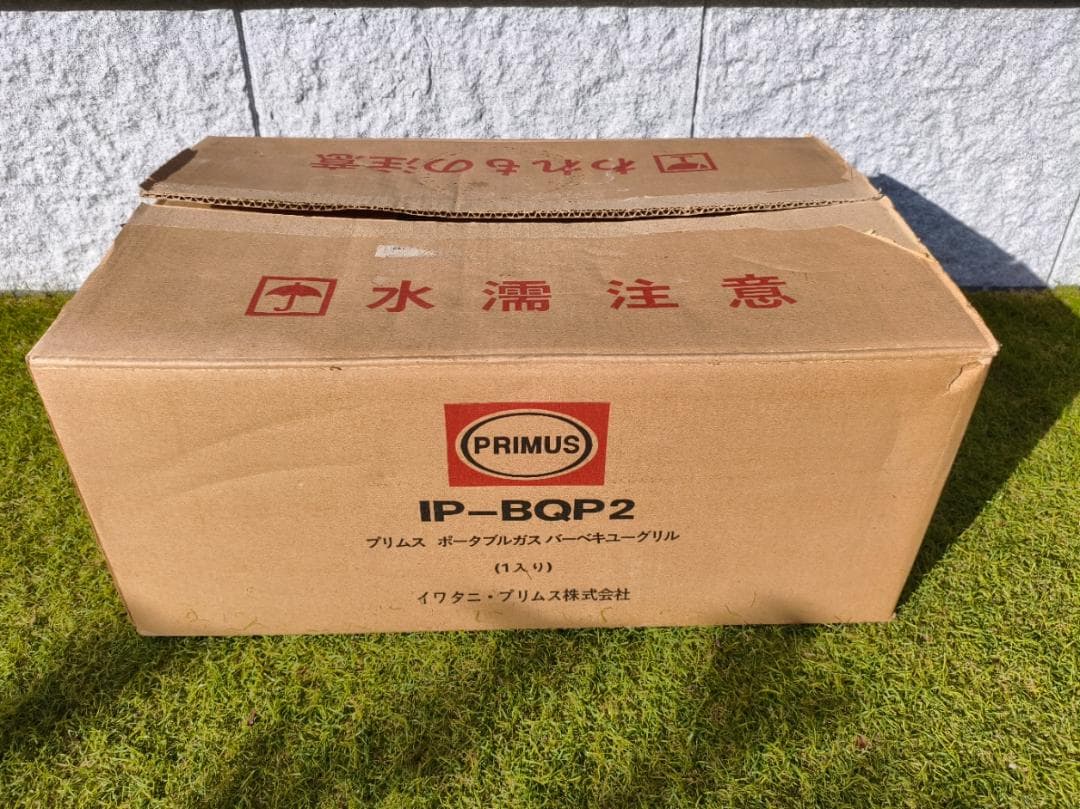 われもの注意
水濡注意
PRIMUS
IP-BQP2
プリムス ポータブルガス バーベキューグリル
(1入り)
イワタニ・プリムス株式会社